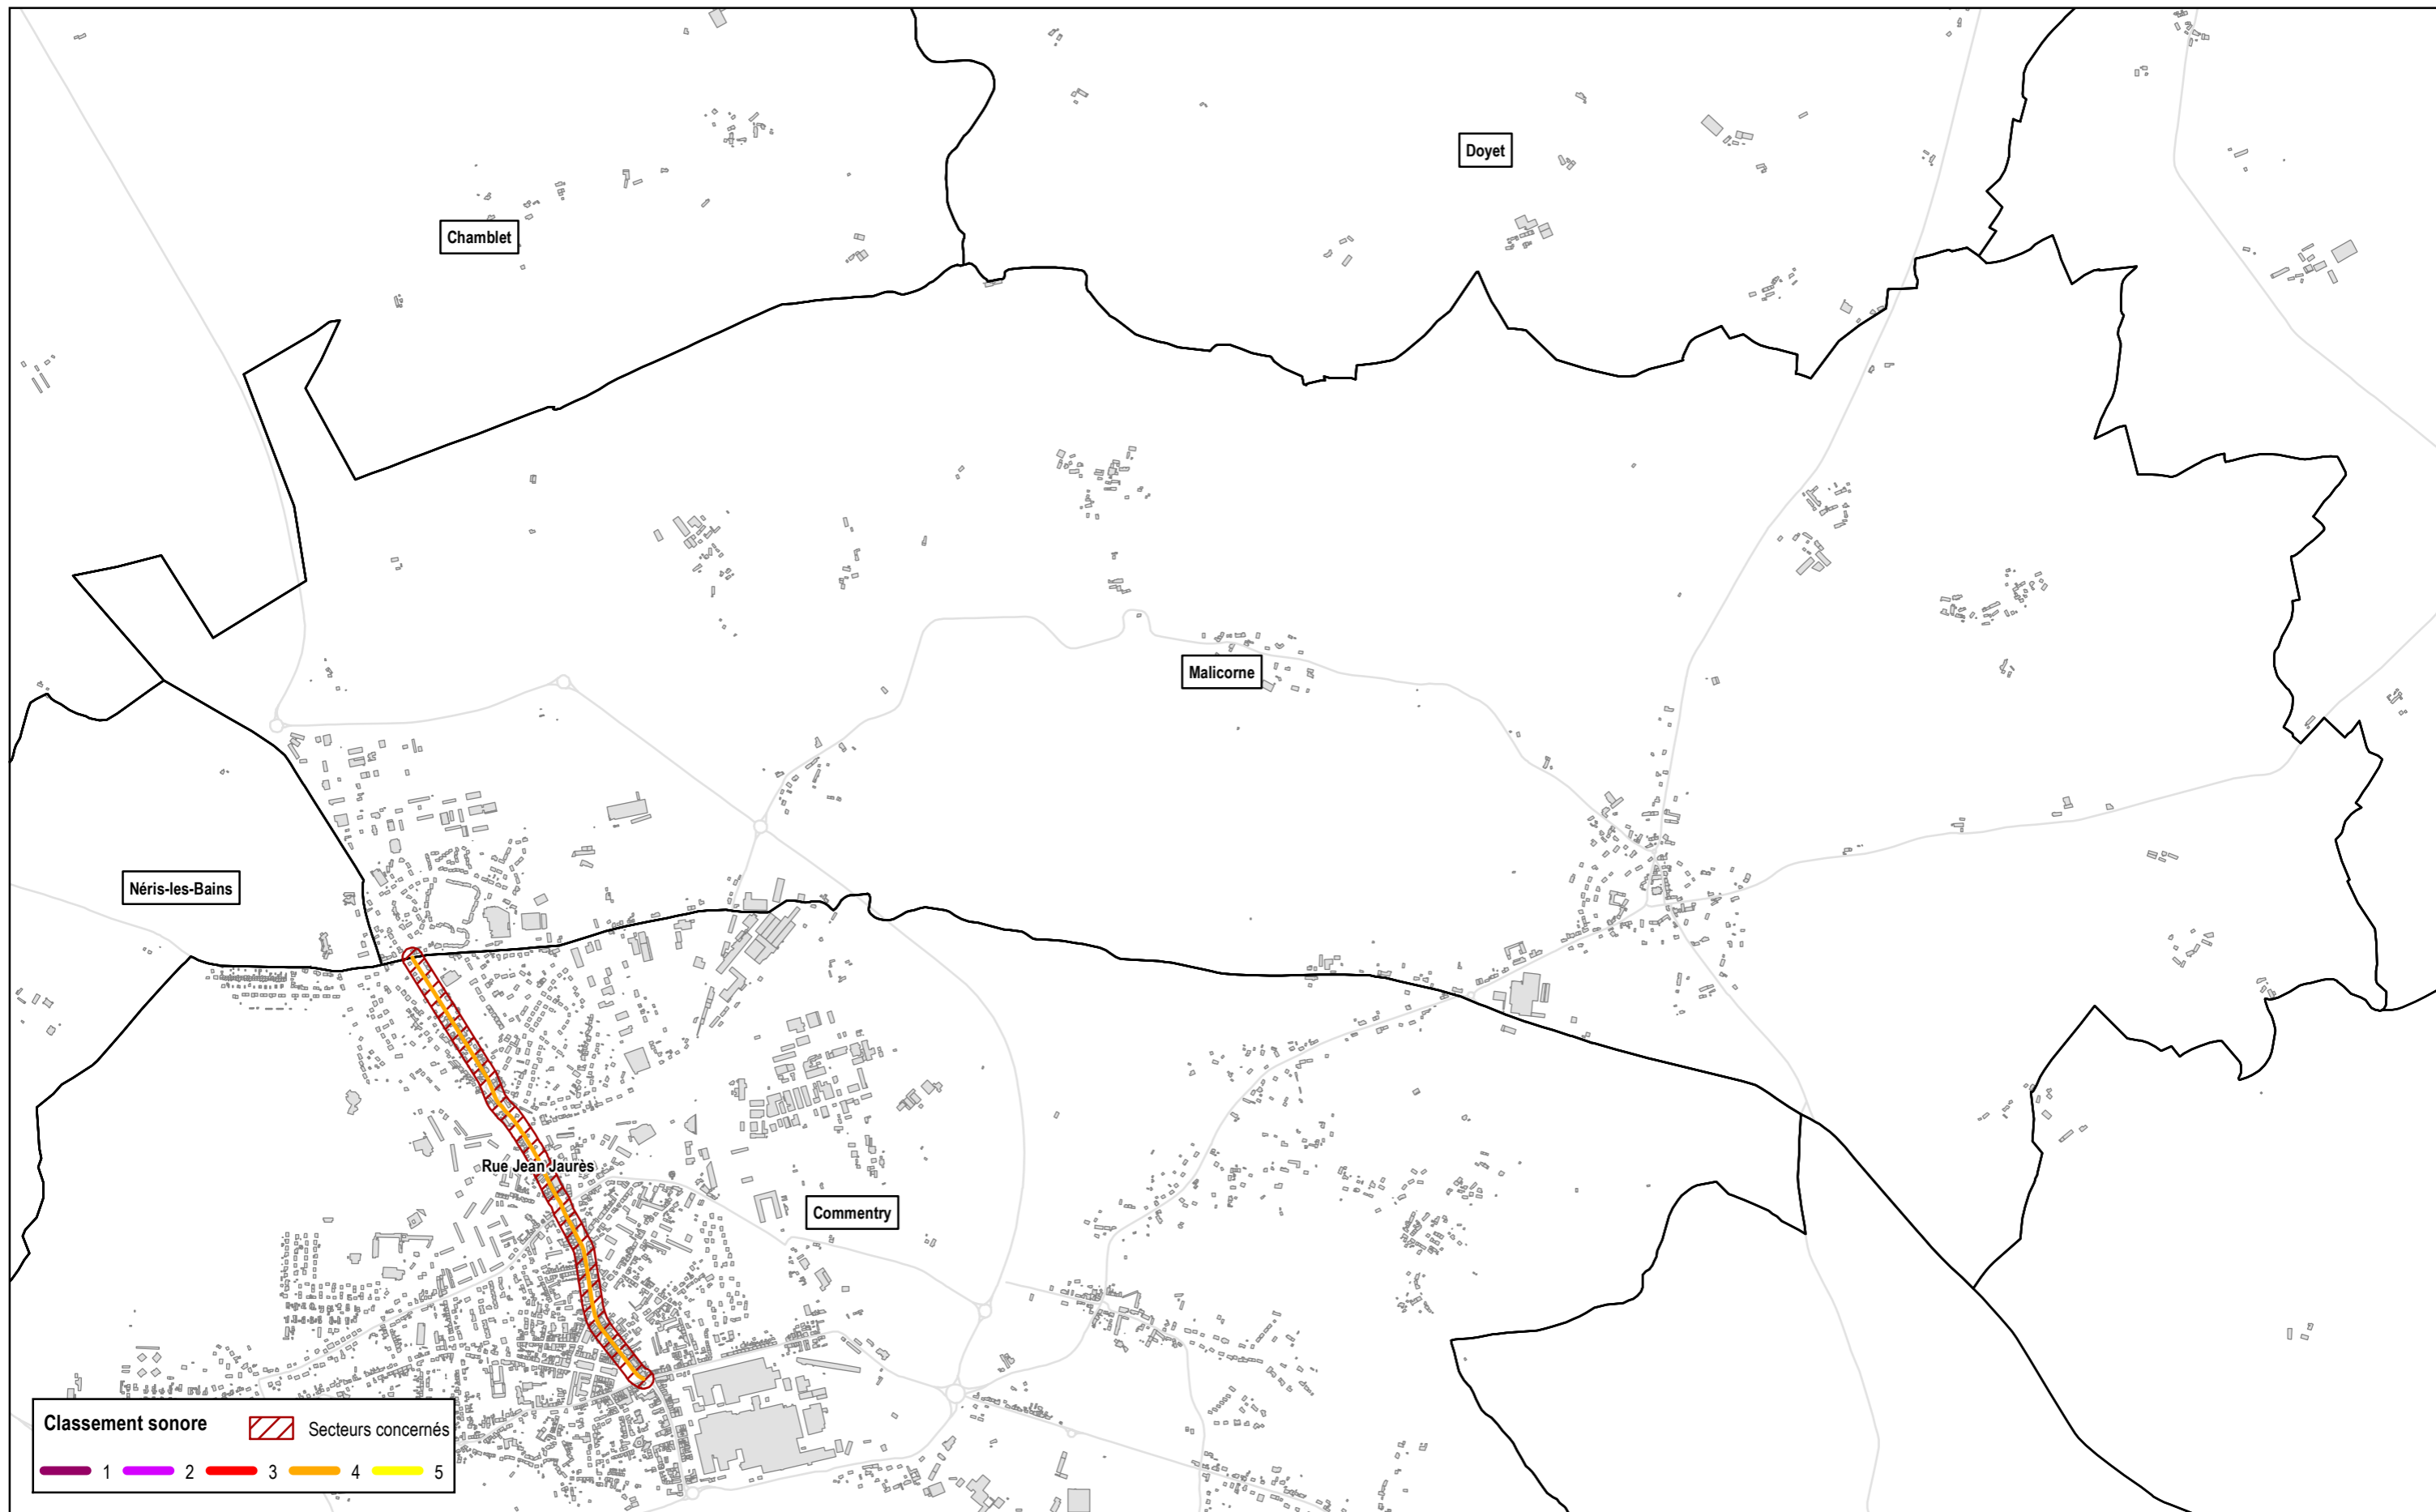 Doyet
Chamblet
Malicorne
Néris-les-Bains
Rue Jean Jaurès
Commentry
Classement sonore
Secteurs concernés
1 2 3 4 5